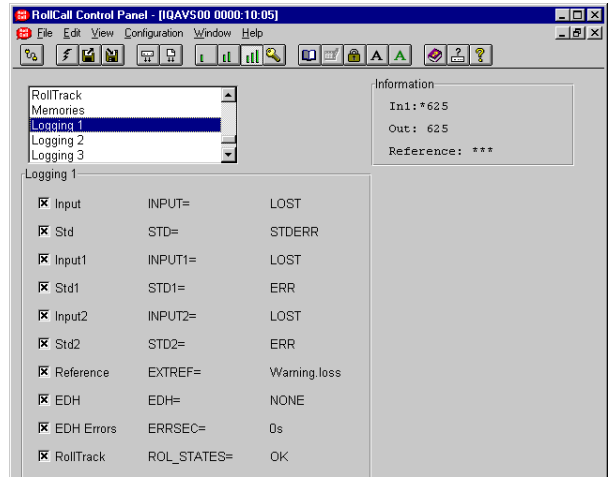 RollCall Control Panel - [IQAVS00 0000:10:05]
File Edit View Configuration Window Help
A A
RollTrack
Memories
Logging 1
Logging 2
Logging 3
Information
In1:*625
Out: 625
Reference: ***
Logging 1
Input INPUT= LOST
Std STD= STDERR
Input1 INPUT1= LOST
Std1 STD1= ERR
Input2 INPUT2= LOST
Std2 STD2= ERR
Reference EXTREF= Warning.loss
EDH EDH= NONE
EDH Errors ERRSEC= 0s
RollTrack ROL_STATES= OK